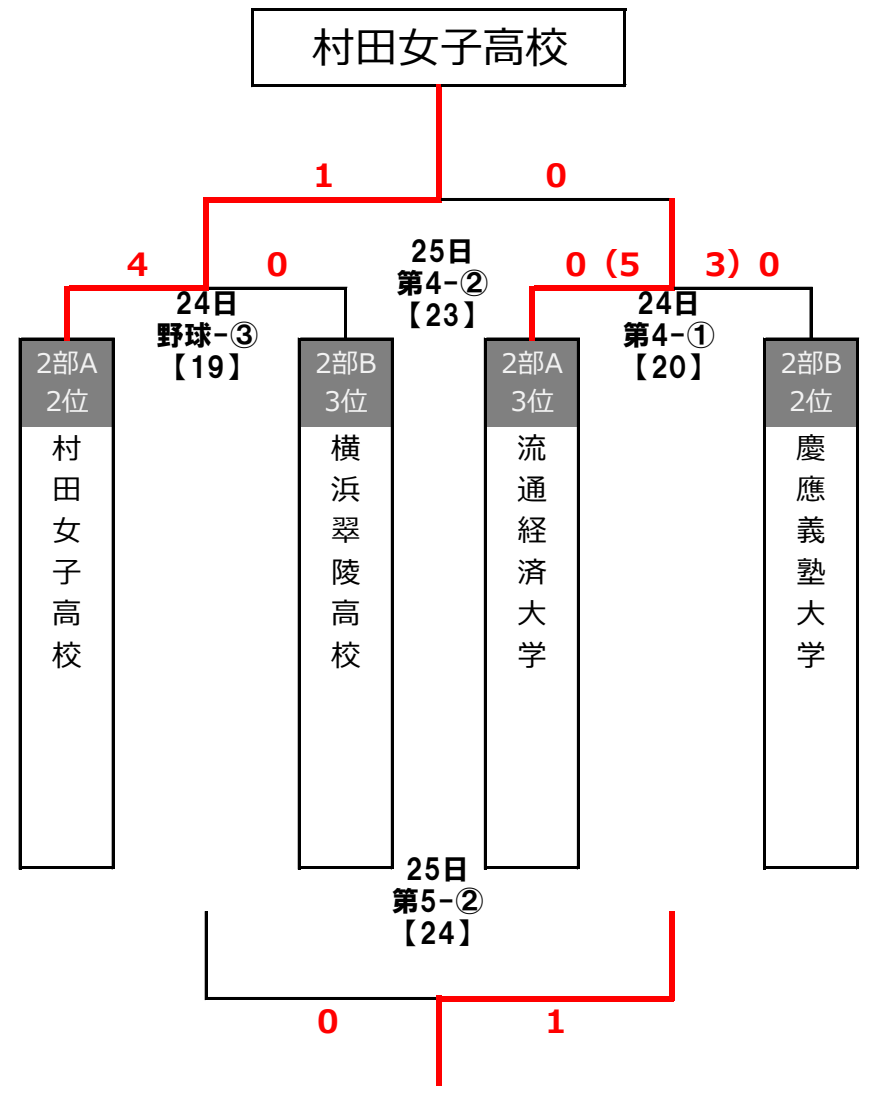 村田女子高校
1 0
4 0
25日
第4-②
【23】
0（5 3）0
24日
野球-③
【19】
24日
第4-①
【20】
2部A
2位
村田女子高校
2部B
3位
横浜翠陵高校
2部A
3位
流通経済大学
2部B
2位
慶應義塾大学
25日
第5-②
【24】
0 1